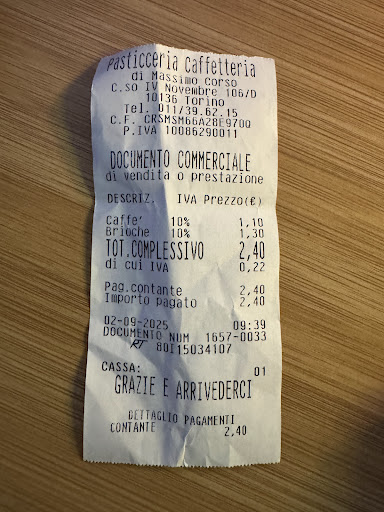 Pasticceria Caffetteria
di Massimo Corso
C.so IV Novembre 106/D
10136 Torino
Tel. 011/39.62.15
C.F. CRSMSM66A28E970Q
P.IVA 10086290011
DOCUMENTO COMMERCIALE
di vendita o prestazione
DESCRIZ. IVA Prezzo(€)
Caffe' 10% 1,10
Brioche 10% 1,30
TOT.COMPLESSIVO 2,40
di cui IVA 0,22
Pag.contante 2,40
Importo pagato 2,40
02-09-2025 09:39
DOCUMENTO NUM 1657-0033
RT 80I15034107
CASSA: 01
GRAZIE E ARRIVEDERCI
DETTAGLIO PAGAMENTI
CONTANTE 2,40